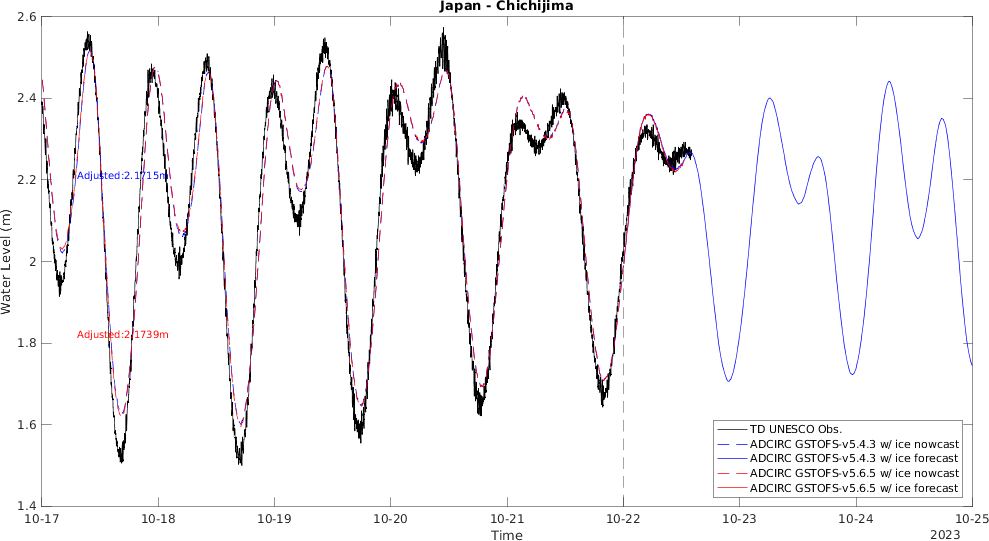 Japan - Chichijima
2.6
2.4
2.2
2
1.8
1.6
1.4
Water Level (m)
Adjusted:2.1715m
Adjusted:2.1739m
TD UNESCO Obs.
ADCIRC GSTOFS-v5.4.3 w/ ice nowcast
ADCIRC GSTOFS-v5.4.3 w/ ice forecast
ADCIRC GSTOFS-v5.6.5 w/ ice nowcast
ADCIRC GSTOFS-v5.6.5 w/ ice forecast
10-17 10-18 10-19 10-20 10-21 10-22 10-23 10-24 10-25
Time
2023